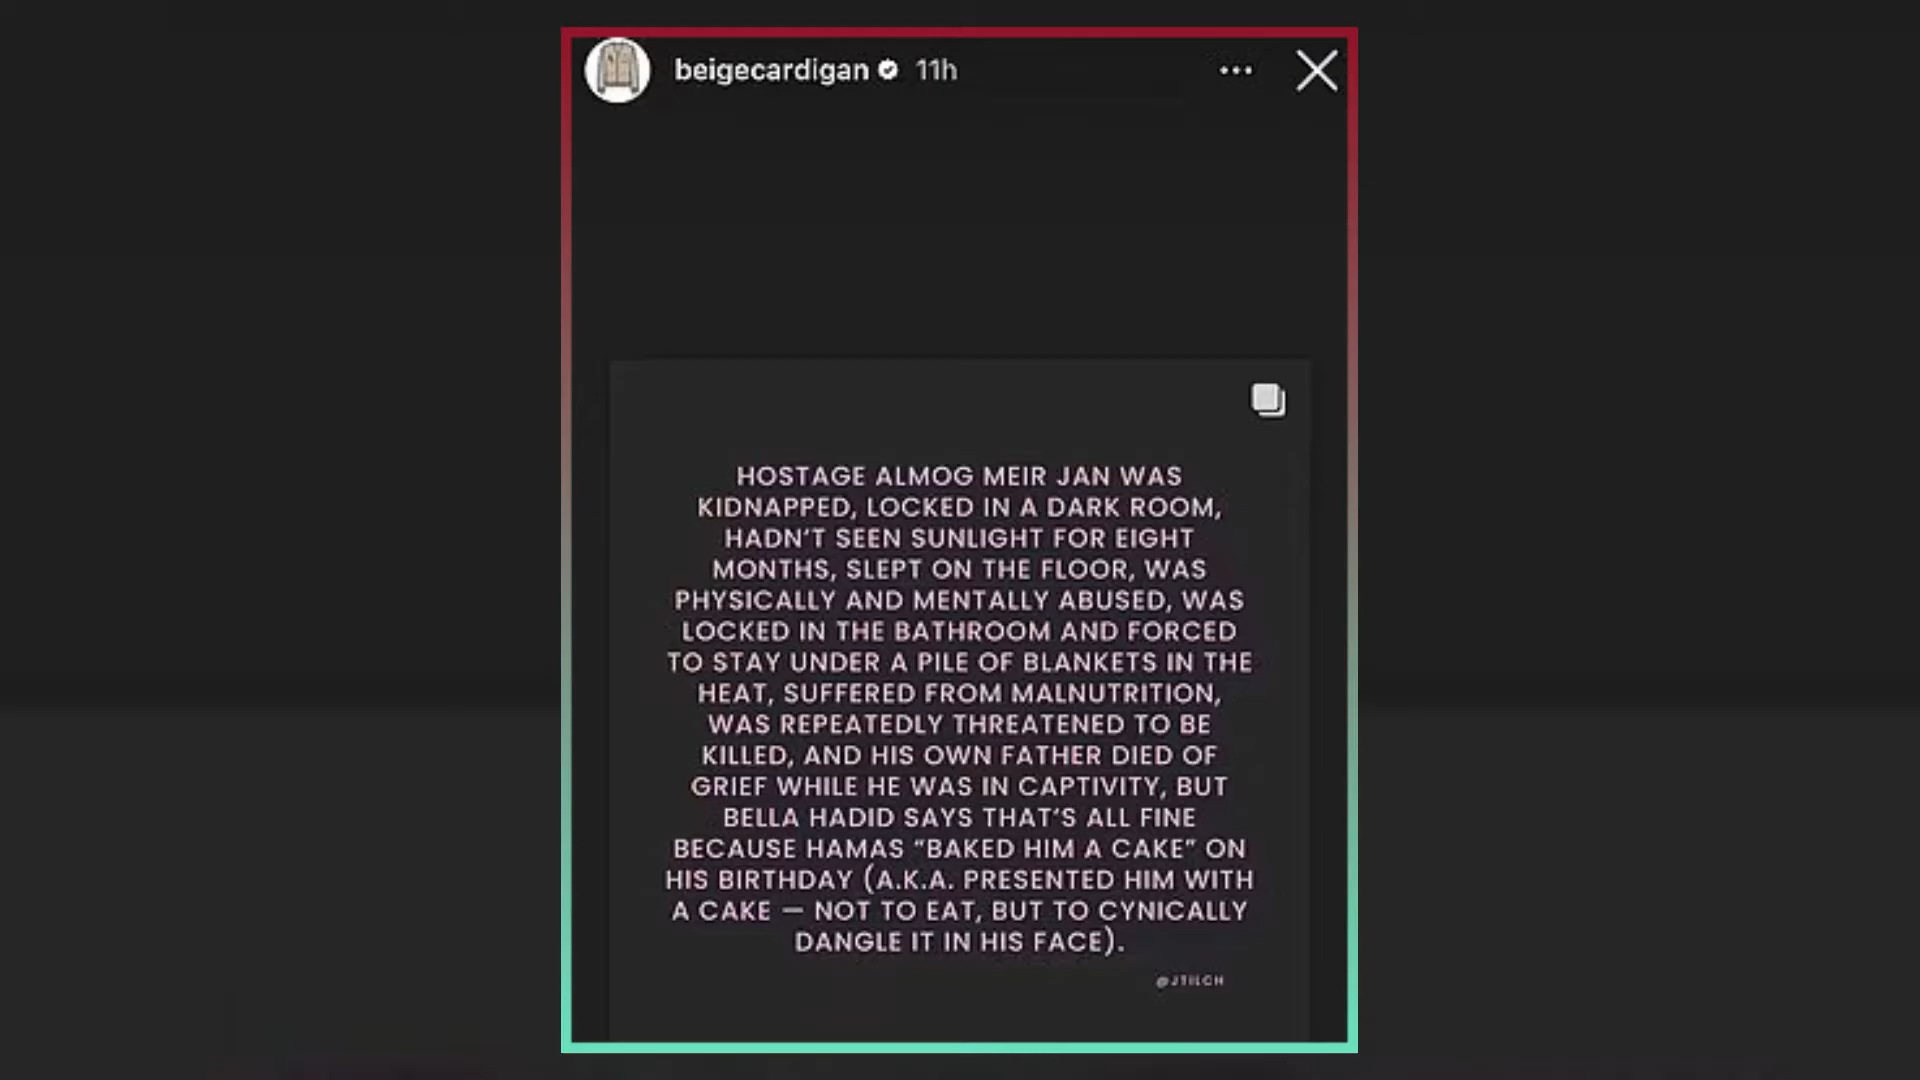 beigecardigan 11h
HOSTAGE ALMOG MEIR JAN WAS
KIDNAPPED, LOCKED IN A DARK ROOM,
HADN'T SEEN SUNLIGHT FOR EIGHT
MONTHS, SLEPT ON THE FLOOR, WAS
PHYSICALLY AND MENTALLY ABUSED, WAS
LOCKED IN THE BATHROOM AND FORCED
TO STAY UNDER A PILE OF BLANKETS IN THE
HEAT, SUFFERED FROM MALNUTRITION,
WAS REPEATEDLY THREATENED TO BE
KILLED, AND HIS OWN FATHER DIED OF
GRIEF WHILE HE WAS IN CAPTIVITY, BUT
BELLA HADID SAYS THAT'S ALL FINE
BECAUSE HAMAS "BAKED HIM A CAKE" ON
HIS BIRTHDAY (A.K.A. PRESENTED HIM WITH
A CAKE — NOT TO EAT, BUT TO CYNICALLY
DANGLE IT IN HIS FACE).
@JTILCH